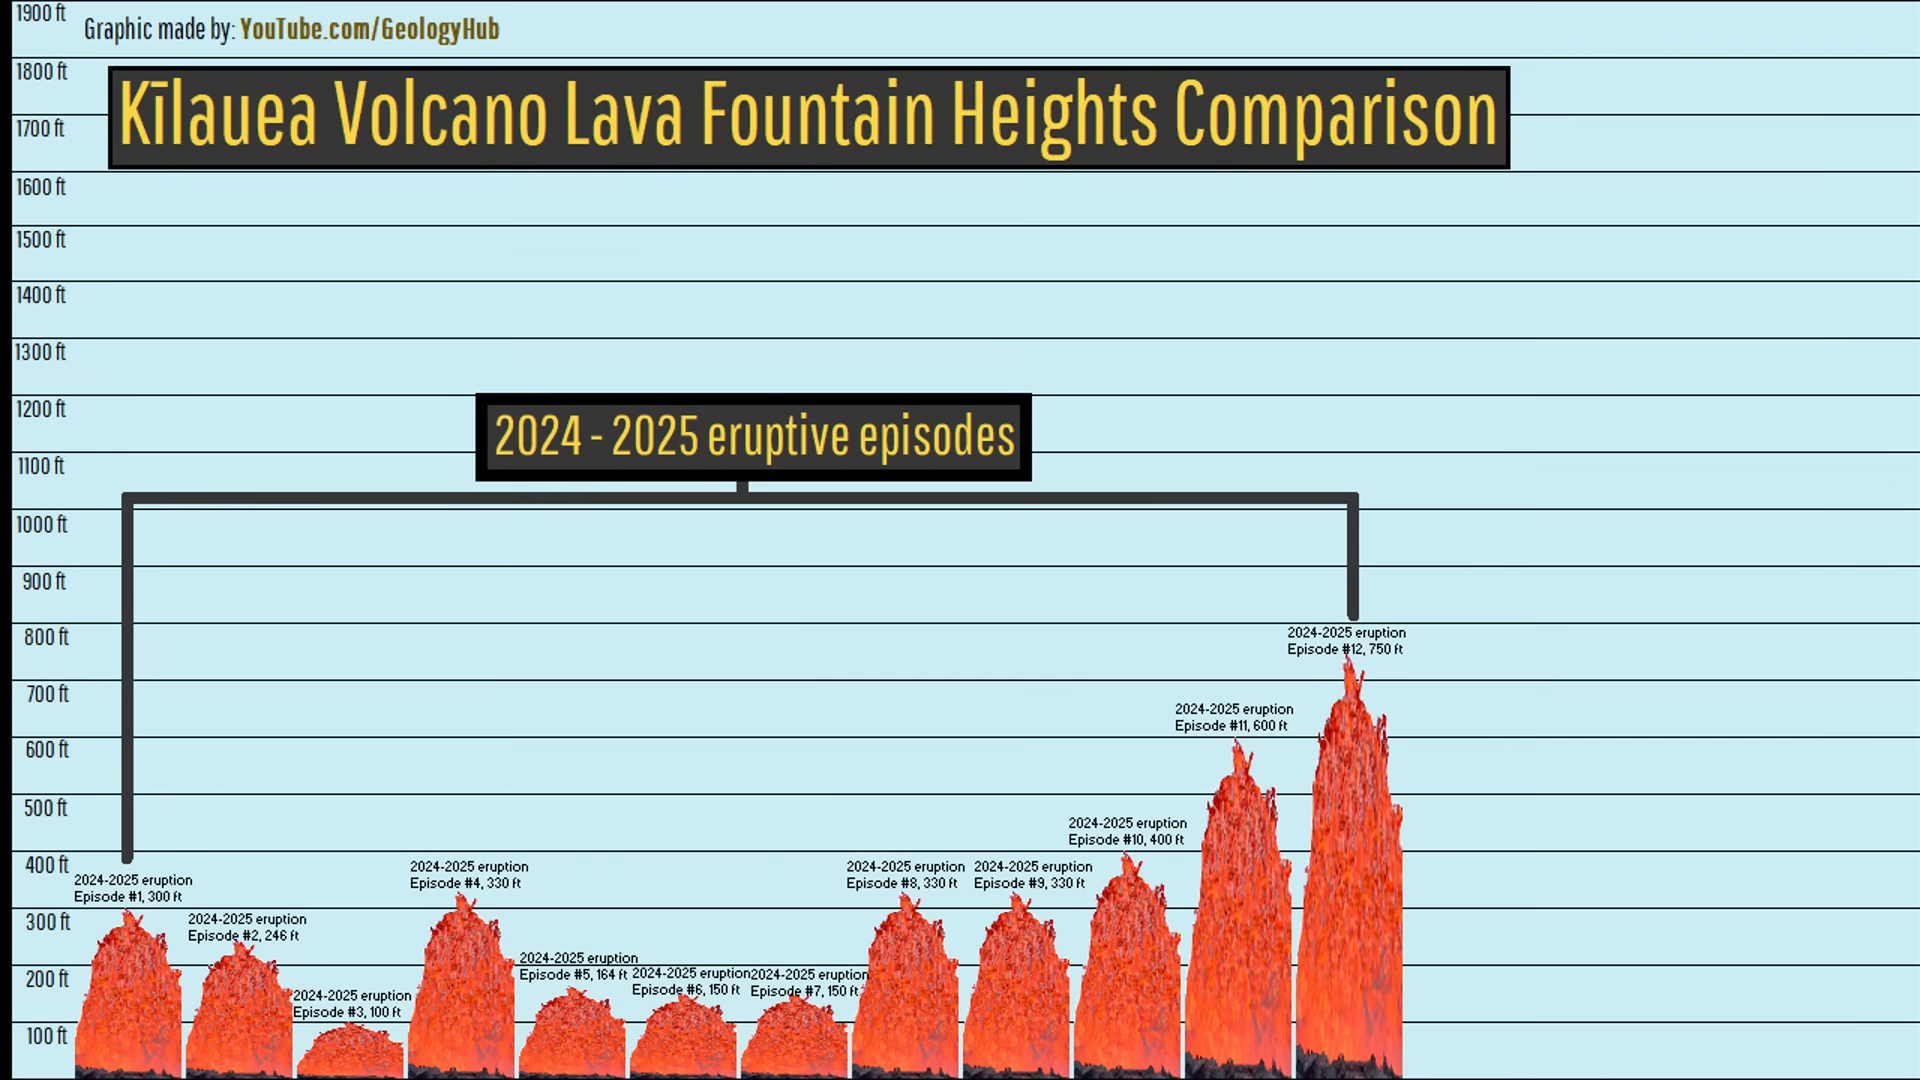 1900 ft
Graphic made by: YouTube.com/GeologyHub
1800 ft
Kīlauea Volcano Lava Fountain Heights Comparison
1700 ft
1600 ft
1500 ft
1400 ft
1300 ft
1200 ft
2024 - 2025 eruptive episodes
1100 ft
1000 ft
900 ft
800 ft
700 ft
600 ft
500 ft
400 ft
300 ft
200 ft
100 ft
2024-2025 eruption
Episode #1, 300 ft
2024-2025 eruption
Episode #2, 246 ft
2024-2025 eruption
Episode #3, 100 ft
2024-2025 eruption
Episode #4, 330 ft
2024-2025 eruption
Episode #5, 164 ft
2024-2025 eruption
Episode #6, 150 ft
2024-2025 eruption
Episode #7, 150 ft
2024-2025 eruption
Episode #8, 330 ft
2024-2025 eruption
Episode #9, 330 ft
2024-2025 eruption
Episode #10, 400 ft
2024-2025 eruption
Episode #11, 600 ft
2024-2025 eruption
Episode #12, 750 ft